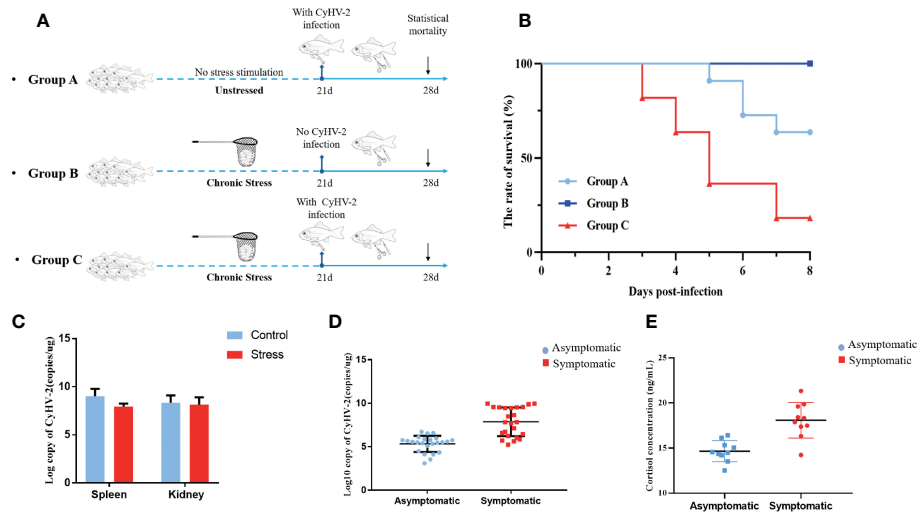 A
With CyHV-2
infection
Statistical
mortality
• Group A
No stress stimulation
Unstressed
21d
28d
No CyHV-2
infection
• Group B
Chronic Stress
21d
28d
With CyHV-2
infection
• Group C
Chronic Stress
21d
28d
B
The rate of survival (%)
100
50
0
Group A
Group B
Group C
0 2 4 6 8
Days post-infection
C
Control
Stress
Log copy of CyHV-2(copies/ug)
15
10
5
0
Spleen Kidney
D
Asymptomatic
Symptomatic
Log10 copy of CyHV-2(copies/ug)
15
10
5
0
Asymptomatic Symptomatic
E
Asymptomatic
Symptomatic
Cortisol concentration (ng/mL)
25
20
15
10
Asymptomatic Symptomatic